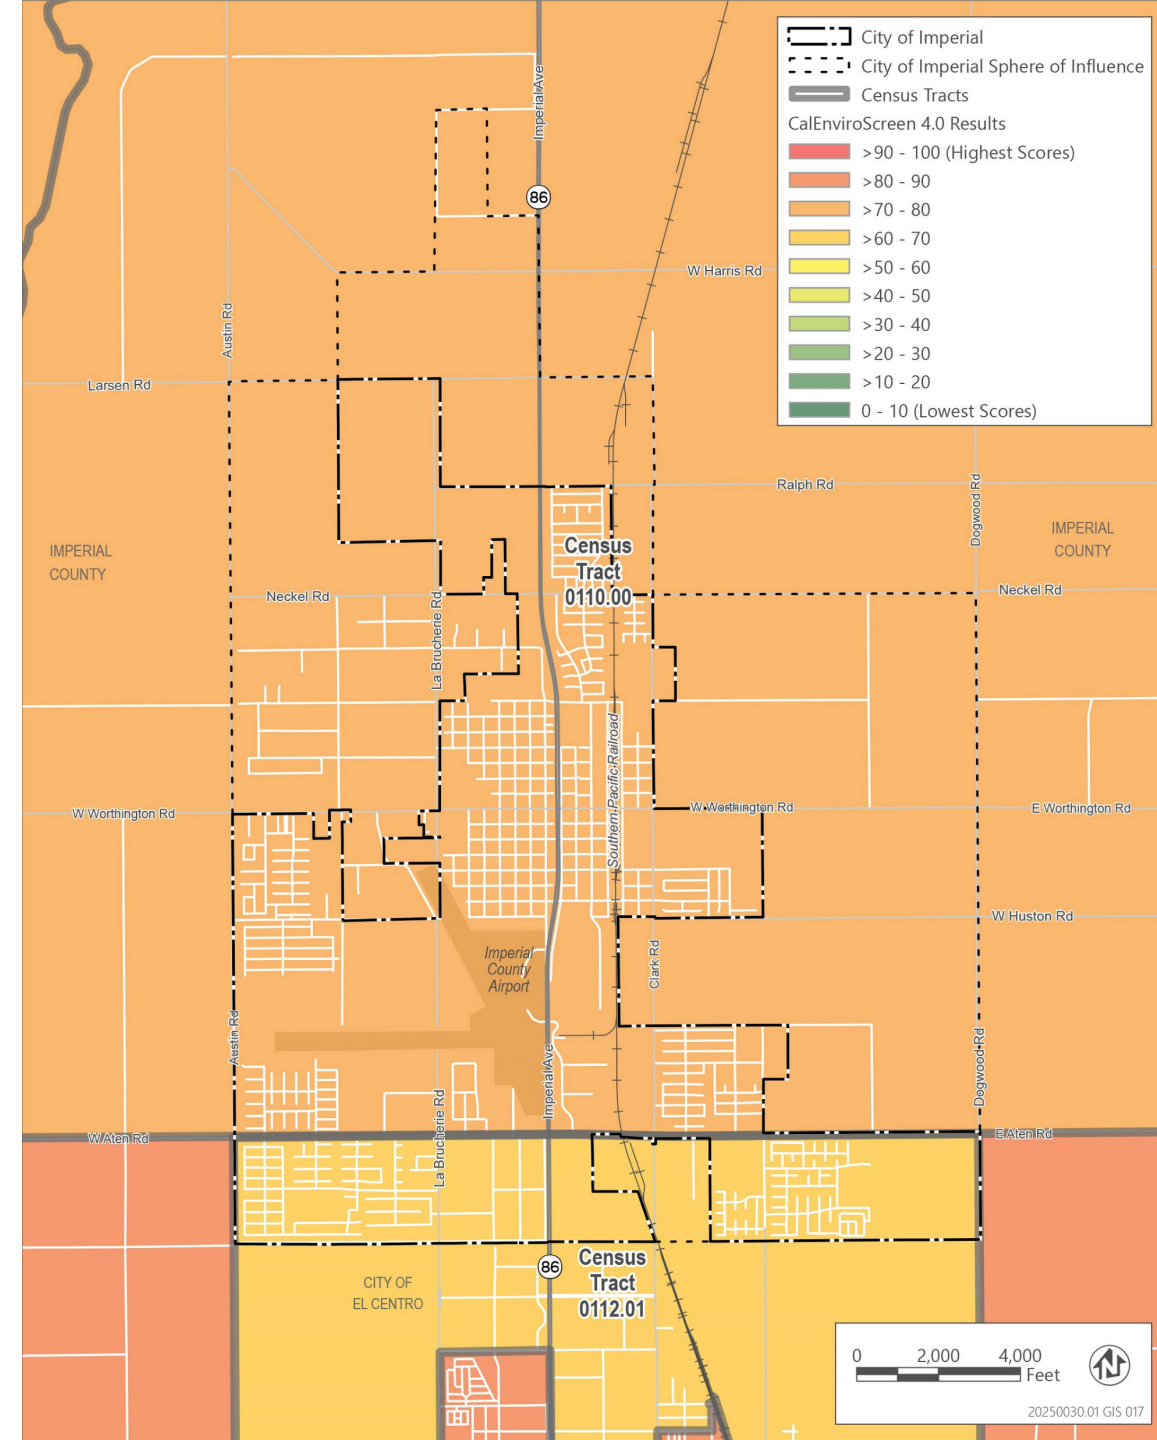 City of Imperial
City of Imperial Sphere of Influence
Census Tracts
CalEnviroScreen 4.0 Results
>90 - 100 (Highest Scores)
>80 - 90
>70 - 80
>60 - 70
>50 - 60
>40 - 50
>30 - 40
>20 - 30
>10 - 20
0 - 10 (Lowest Scores)
Imperial Ave
86
W Harris Rd
Austin Rd
Larsen Rd
Ralph Rd
Dogwood Rd
IMPERIAL
COUNTY
Census
Tract
0110.00
IMPERIAL
COUNTY
Neckel Rd
Neckel Rd
La Brucherie Rd
Southern Pacific Railroad
W Worthington Rd
W Worthington Rd
E Worthington Rd
W Huston Rd
Imperial
County
Airport
Clark Rd
Austin Rd
Imperial Ave
Dogwood Rd
La Brucherie Rd
W Aten Rd
E Aten Rd
Census
Tract
0112.01
86
CITY OF
EL CENTRO
0 2,000 4,000
Feet
N
20250030.01 GIS 017